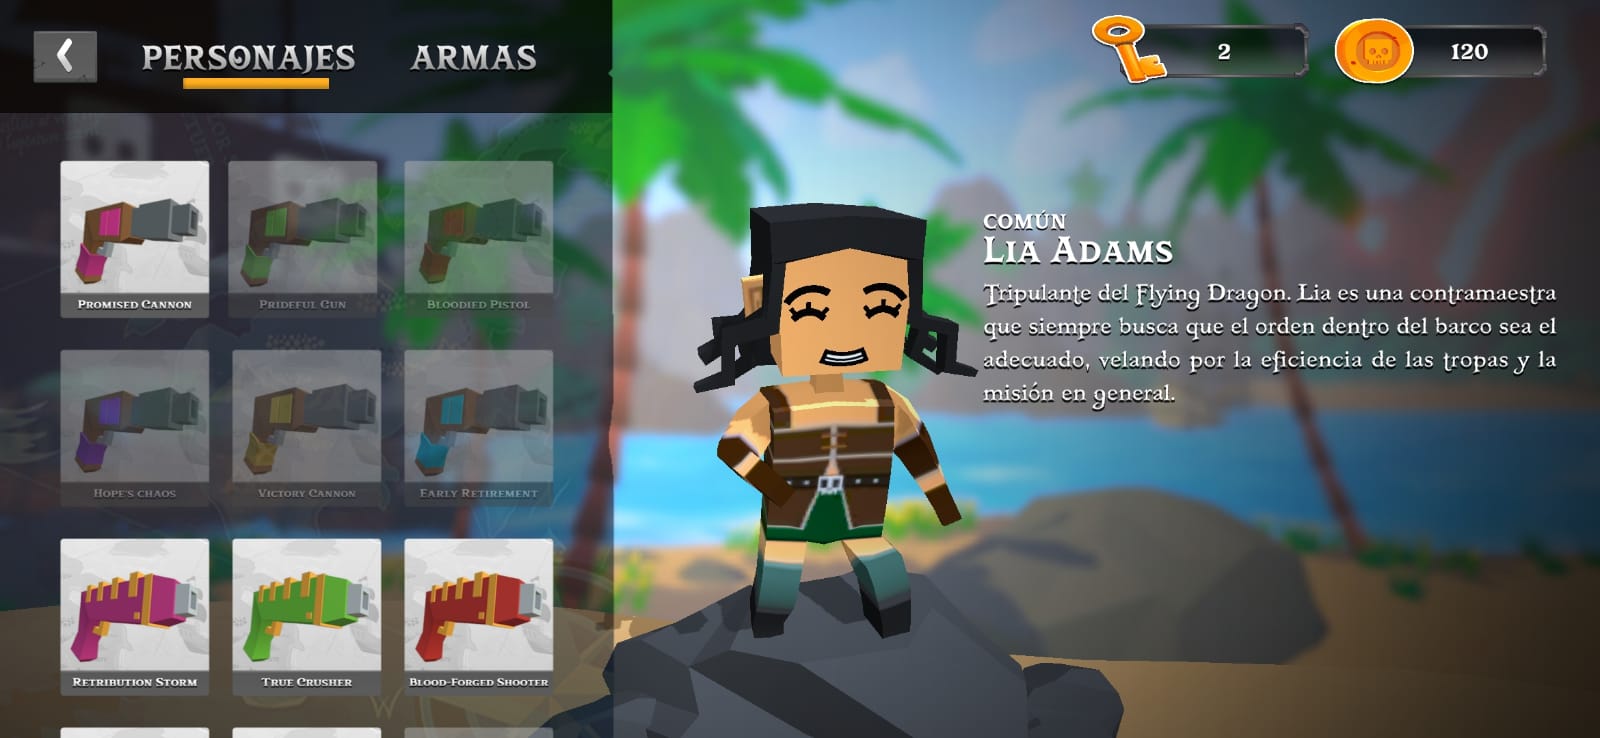 PERSONAJES
ARMAS
2
120
PROMISED CANNON
PRIDEFUL GUN
BLOODIED PISTOL
HOPE'S CHAOS
VICTORY CANNON
EARLY RETIREMENT
RETRIBUTION STORM
TRUE CRUSHER
BLOOD-FORGED SHOOTER
COMÚN
LIA ADAMS
Tripulante del Flying Dragon. Lia es una contramaestra
que siempre busca que el orden dentro del barco sea el
adecuado, velando por la eficiencia de las tropas y la
misión en general.